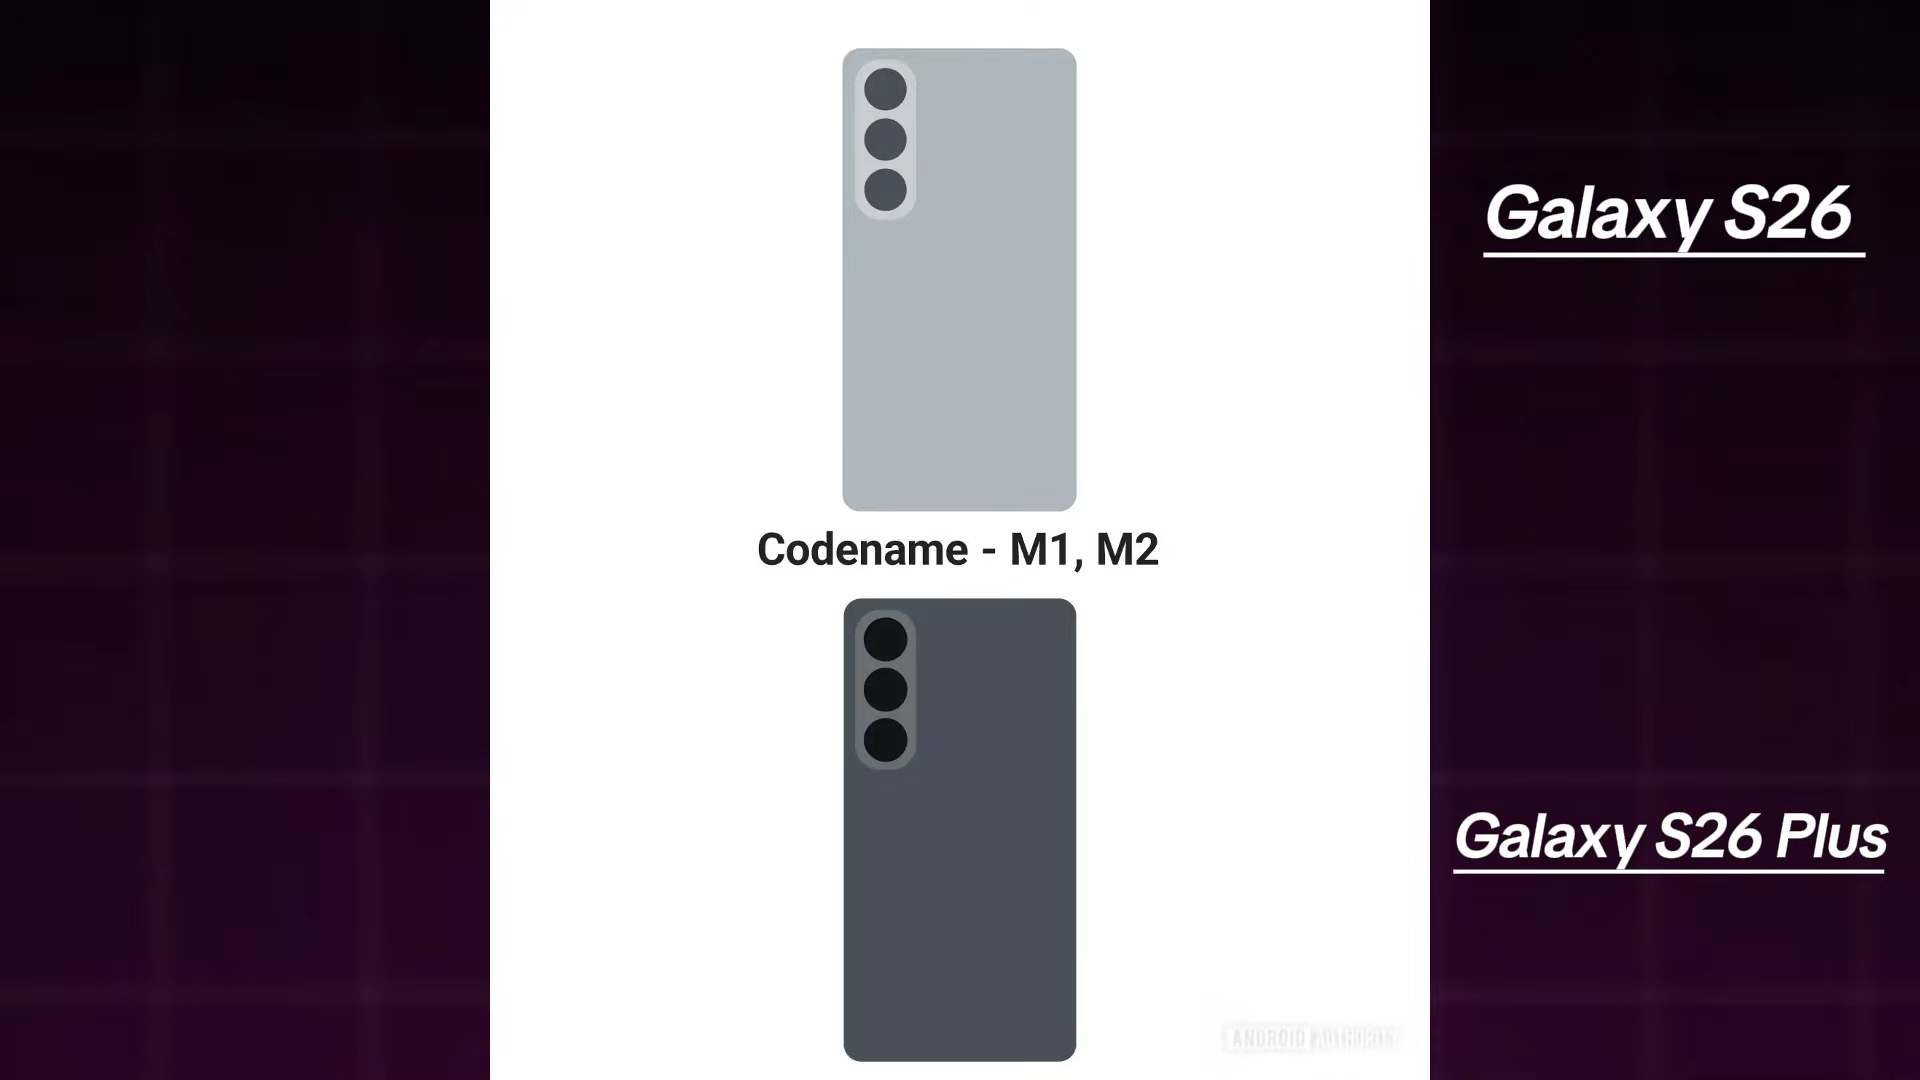 Galaxy S26
Codename - M1, M2
Galaxy S26 Plus
ANDROID AUTHORITY